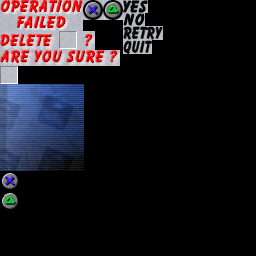 OPERATION
FAILED
DELETE ?
ARE YOU SURE ?
YES
NO
RETRY
QUIT